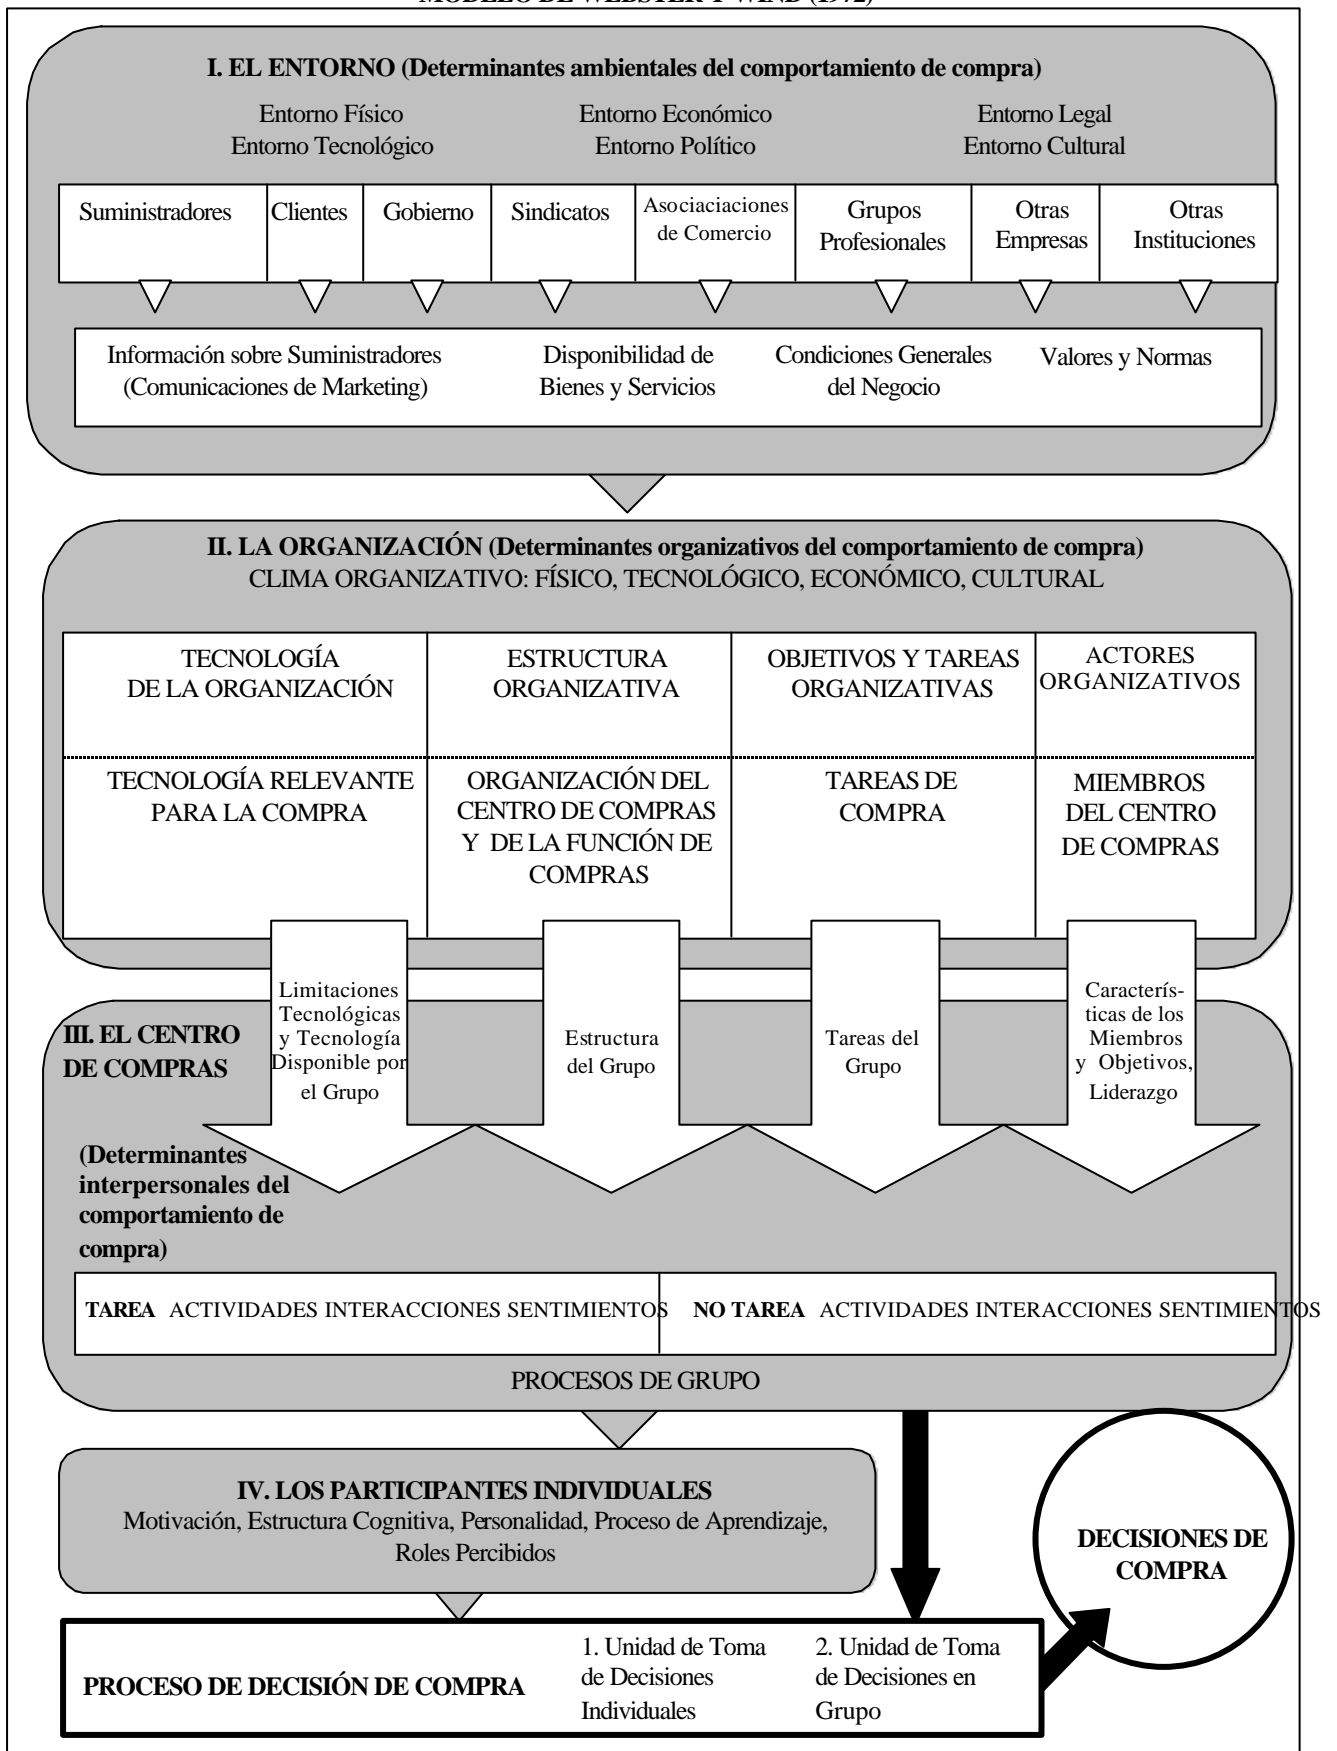 MODELO DE WEBSTER Y WIND (1972)
I. EL ENTORNO (Determinantes ambientales del comportamiento de compra)
Entorno Físico
Entorno Tecnológico
Entorno Económico
Entorno Político
Entorno Legal
Entorno Cultural
Suministradores
Clientes
Gobierno
Sindicatos
Asociaciaciones
de Comercio
Grupos
Profesionales
Otras
Empresas
Otras
Instituciones
Información sobre Suministradores
(Comunicaciones de Marketing)
Disponibilidad de
Bienes y Servicios
Condiciones Generales
del Negocio
Valores y Normas
II. LA ORGANIZACIÓN (Determinantes organizativos del comportamiento de compra)
CLIMA ORGANIZATIVO: FÍSICO, TECNOLÓGICO, ECONÓMICO, CULTURAL
TECNOLOGÍA
DE LA ORGANIZACIÓN
ESTRUCTURA
ORGANIZATIVA
OBJETIVOS Y TAREAS
ORGANIZATIVAS
ACTORES
ORGANIZATIVOS
TECNOLOGÍA RELEVANTE
PARA LA COMPRA
ORGANIZACIÓN DEL
CENTRO DE COMPRAS
Y DE LA FUNCIÓN DE
COMPRAS
TAREAS DE
COMPRA
MIEMBROS
DEL CENTRO
DE COMPRAS
III. EL CENTRO
DE COMPRAS
Limitaciones
Tecnológicas
y Tecnología
Disponible por
el Grupo
Estructura
del Grupo
Tareas del
Grupo
Caracterís-
ticas de los
Miembros
y Objetivos,
Liderazgo
(Determinantes
interpersonales del
comportamiento de
compra)
TAREA ACTIVIDADES INTERACCIONES SENTIMIENTOS
NO TAREA ACTIVIDADES INTERACCIONES SENTIMIENTOS
PROCESOS DE GRUPO
IV. LOS PARTICIPANTES INDIVIDUALES
Motivación, Estructura Cognitiva, Personalidad, Proceso de Aprendizaje,
Roles Percibidos
DECISIONES DE
COMPRA
PROCESO DE DECISIÓN DE COMPRA
1. Unidad de Toma
de Decisiones
Individuales
2. Unidad de Toma
de Decisiones en
Grupo